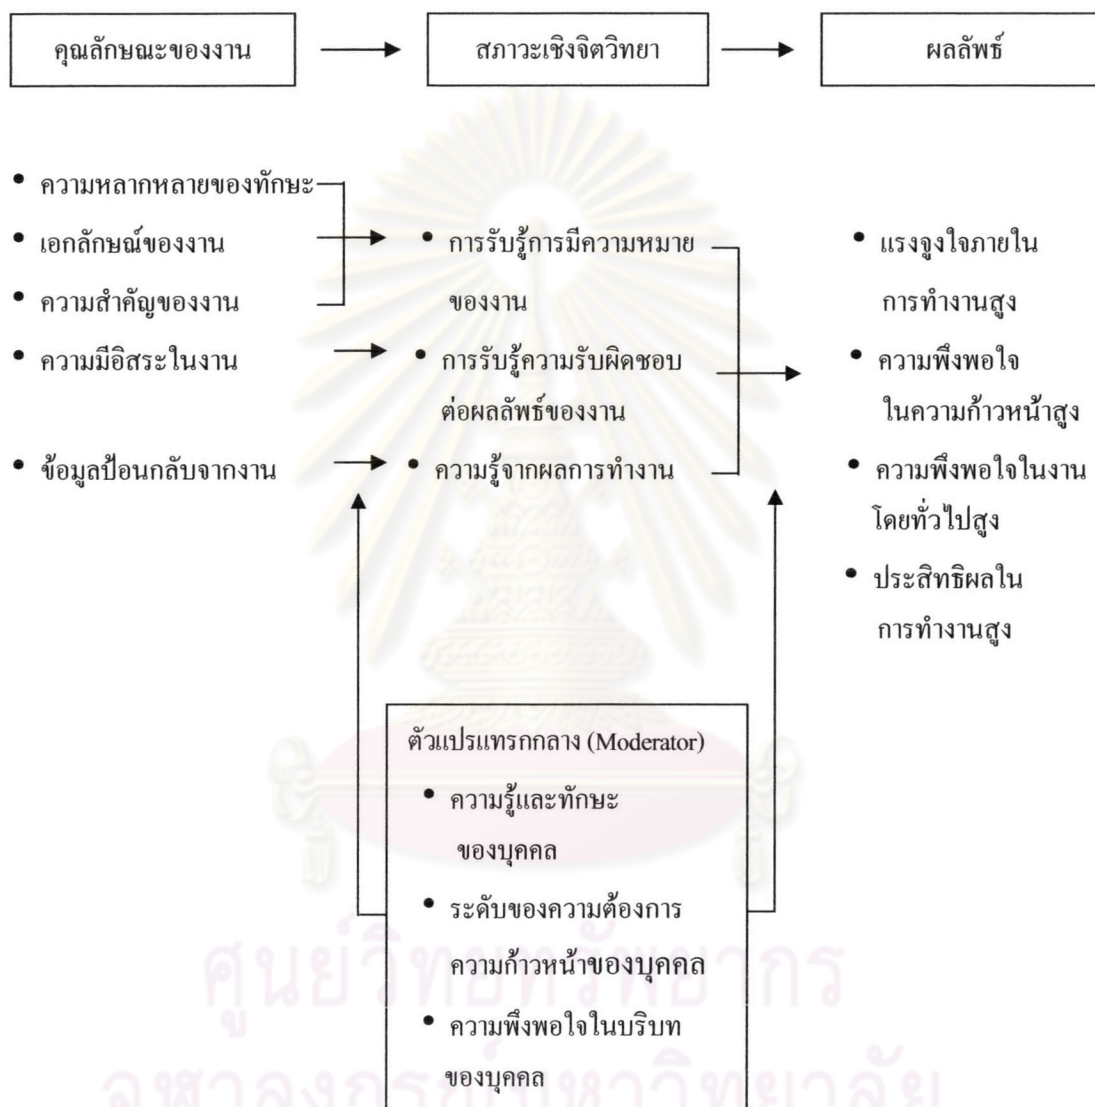 คุณลักษณะของงาน
สภาวะเชิงจิตวิทยา
ผลลัพธ์
• ความหลากหลายของทักษะ
• เอกลักษณ์ของงาน
• ความสำคัญของงาน
• ความมีอิสระในงาน
• ข้อมูลป้อนกลับจากงาน
• การรับรู้การมีความหมาย
ของงาน
• การรับรู้ความรับผิดชอบ
ต่อผลลัพธ์ของงาน
• ความรู้จากผลการทำงาน
• แรงจูงใจภายใน
การทำงานสูง
• ความพึงพอใจ
ในความก้าวหน้าสูง
• ความพึงพอใจในงาน
โดยทั่วไปสูง
• ประสิทธิผลใน
การทำงานสูง
ตัวแปรแทรกกลาง (Moderator)
• ความรู้และทักษะ
ของบุคคล
• ระดับของความต้องการ
ความก้าวหน้าของบุคคล
• ความพึงพอใจในบริบท
ของบุคคล
ศูนย์วิทยทรัพยากร
จุฬาลงกรณ์มหาวิทยาลัย